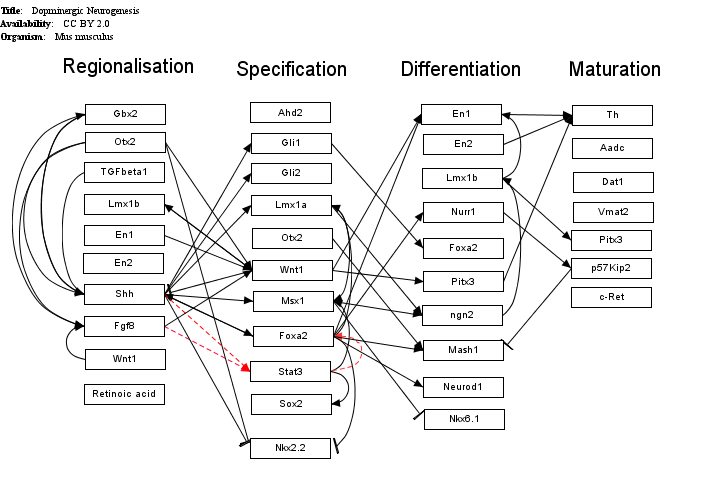 Title: Dopminergic Neurogenesis
Availability: CC BY 2.0
Organism: Mus musculus
Regionalisation
Specification
Differentiation
Maturation
Gbx2
Otx2
TGFbeta1
Lmx1b
En1
En2
Shh
Fgf8
Wnt1
Retinoic acid
Ahd2
Gli1
Gli2
Lmx1a
Otx2
Wnt1
Msx1
Foxa2
Stat3
Sox2
Nkx2.2
En1
En2
Lmx1b
Nurr1
Foxa2
Pitx3
ngn2
Mash1
Neurod1
Nkx6.1
Th
Aadc
Dat1
Vmat2
Pitx3
p57Kip2
c-Ret